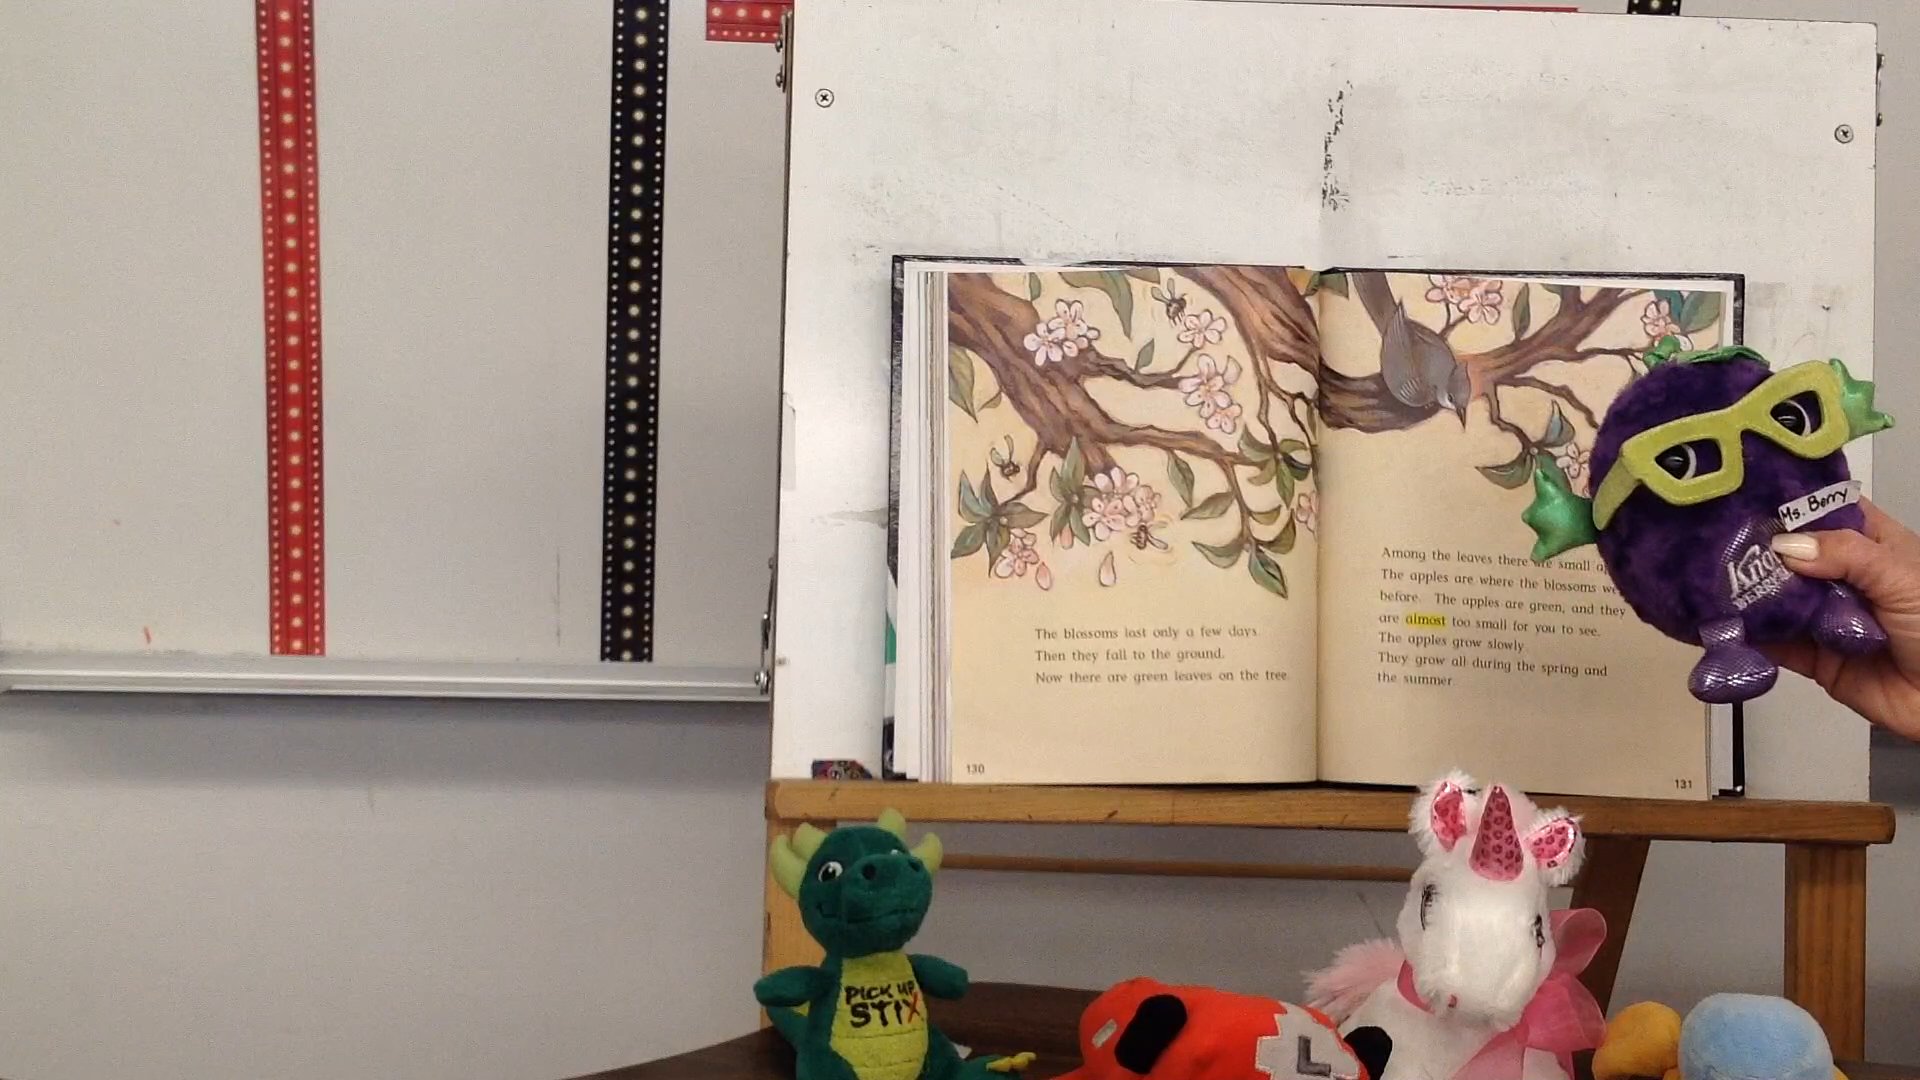 The blossoms last only a few days.
Then they fall to the ground.
Now there are green leaves on the tree.
130
Among the leaves there are small
The apples are where the blossoms
before. The apples are green, and they
are almost too small for you to see.
The apples grow slowly.
They grow all during the spring and
the summer
131
Ms. Berry
PICK UP
STIX
L